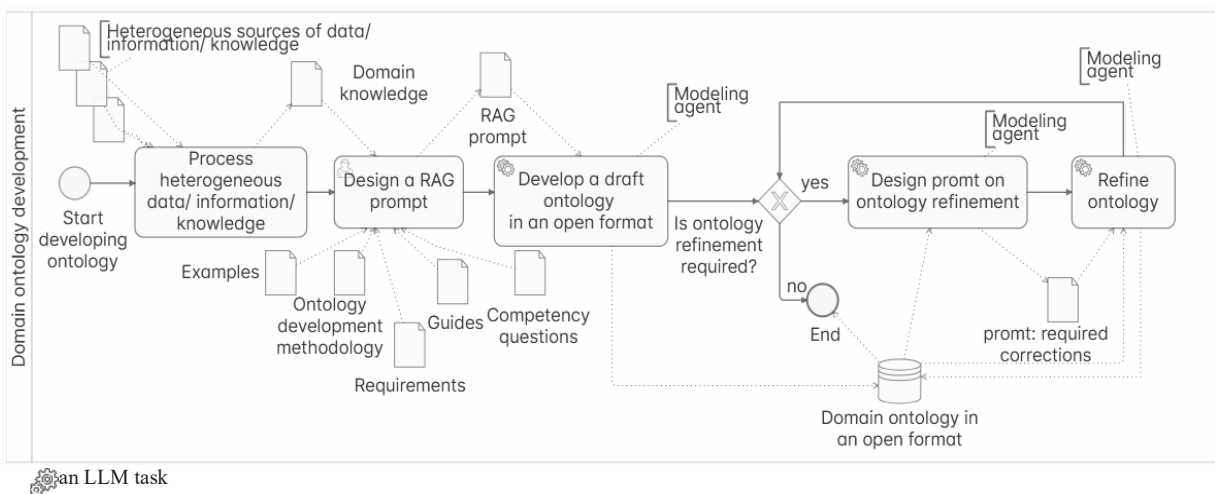 Domain ontology development
Heterogeneous sources of data/
information/ knowledge
Start
developing
ontology
Process
heterogeneous
data/ information/
knowledge
Domain
knowledge
Design a RAG
prompt
Examples
Ontology
development
methodology
Requirements
Guides
Competency
questions
RAG
prompt
Develop a draft
ontology
in an open format
Modeling
agent
Is ontology
refinement
required?
X
yes
no
End
Design promt on
ontology refinement
Modeling
agent
promt: required
corrections
Refine
ontology
Modeling
agent
Domain ontology in
an open format
an LLM task